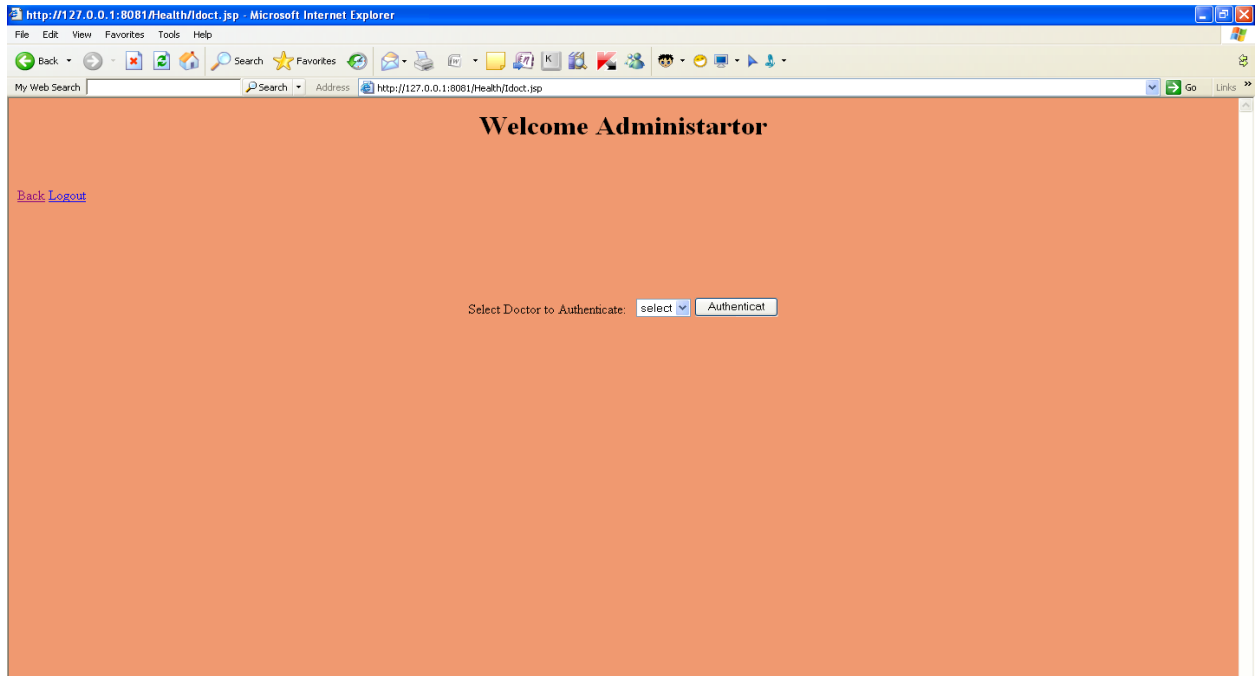 http://127.0.0.1:8081/Health/Idoct.jsp - Microsoft Internet Explorer
File Edit View Favorites Tools Help
Back Search Favorites
My Web Search Search Address http://127.0.0.1:8081/Health/Idoct.jsp Go Links »
Welcome Administartor
Back Logout
Select Doctor to Authenticate: select Authenticat